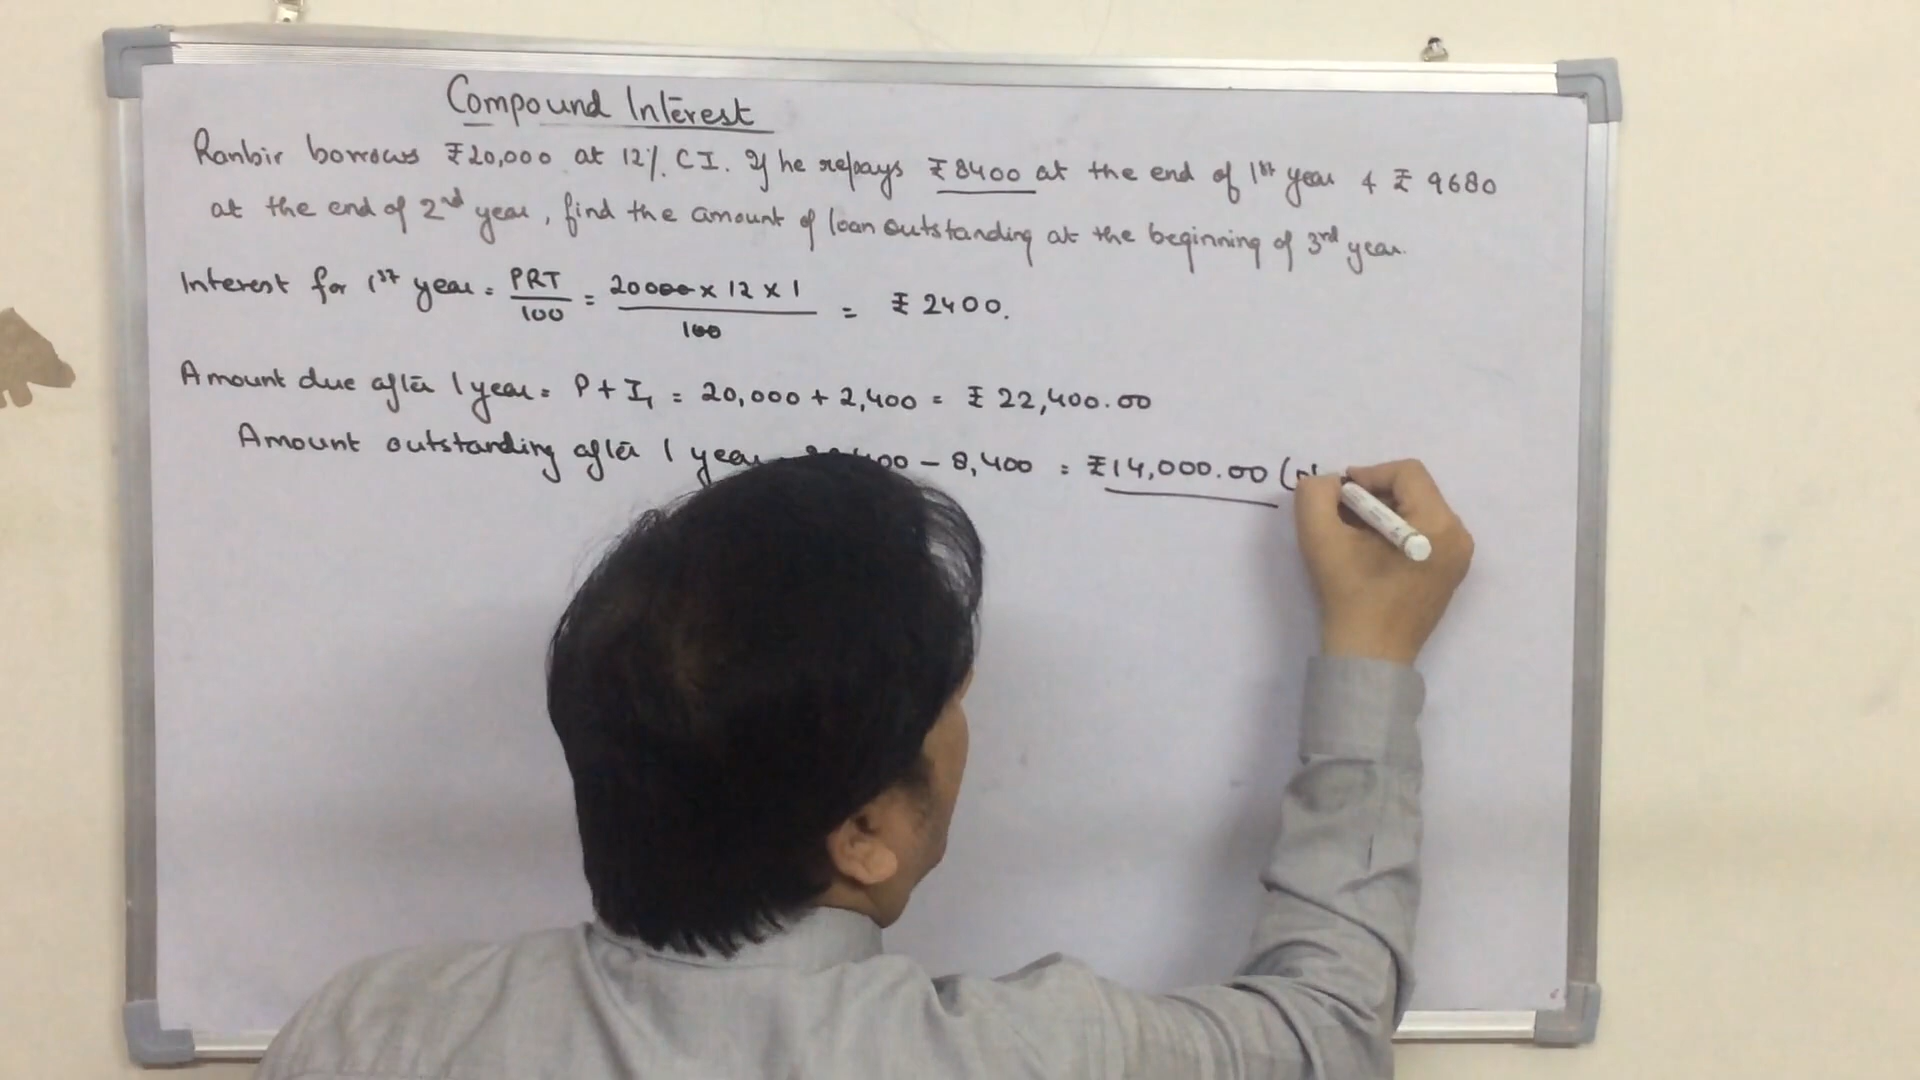 Compound Interest
Ranbir borrows ₹20,000 at 12% CI. If he repays ₹8400 at the end of 1st year & ₹ 9680
at the end of 2nd year, find the amount of loan outstanding at the beginning of 3rd year.
Interest for 1st year = PRT/100 = 20000 × 12 × 1/100 = ₹ 2400.
Amount due after 1 year = P + I1 = 20,000 + 2,400 = ₹ 22,400.00
Amount outstanding after 1 year 400 - 8,400 = ₹14,000.00 (